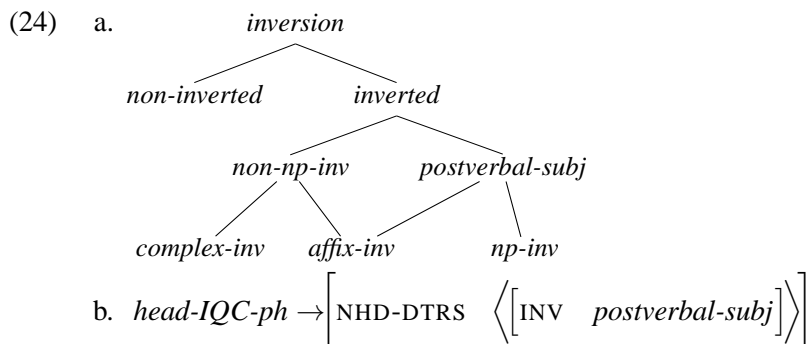 (24) a. inversion
non-inverted inverted
non-np-inv postverbal-subj
complex-inv affix-inv np-inv
b. head-IQC-ph → [NHD-DTRS ⟨[INV postverbal-subj]⟩]